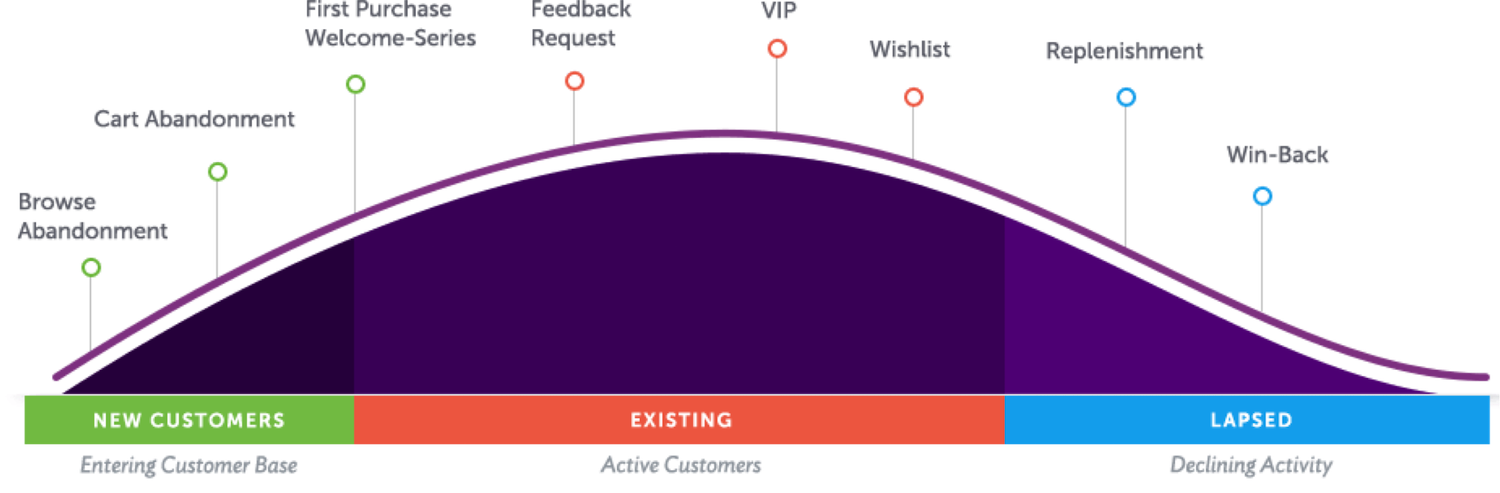 First Purchase
Welcome-Series
Feedback
Request
VIP
Wishlist
Replenishment
Cart Abandonment
Win-Back
Browse
Abandonment
NEW CUSTOMERS
EXISTING
LAPSED
Entering Customer Base
Active Customers
Declining Activity